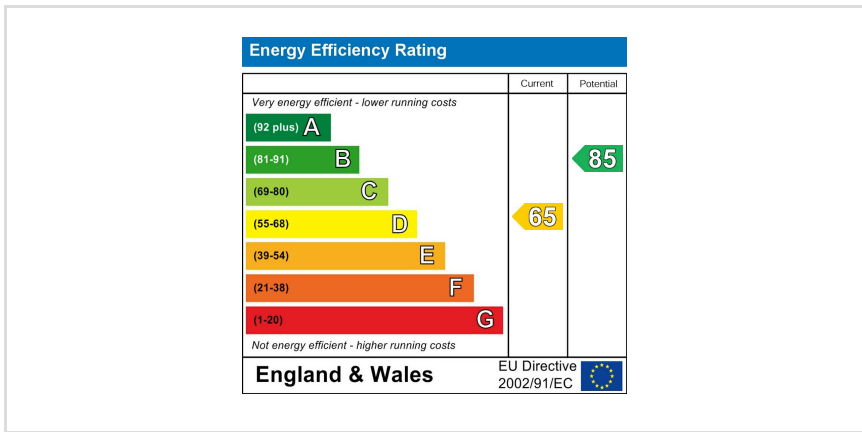 Energy Efficiency Rating
Current Potential
Very energy efficient - lower running costs
(92 plus) A
(81-91) B
85
(69-80) C
(55-68) D
65
(39-54) E
(21-38) F
(1-20) G
Not energy efficient - higher running costs
England & Wales
EU Directive
2002/91/EC